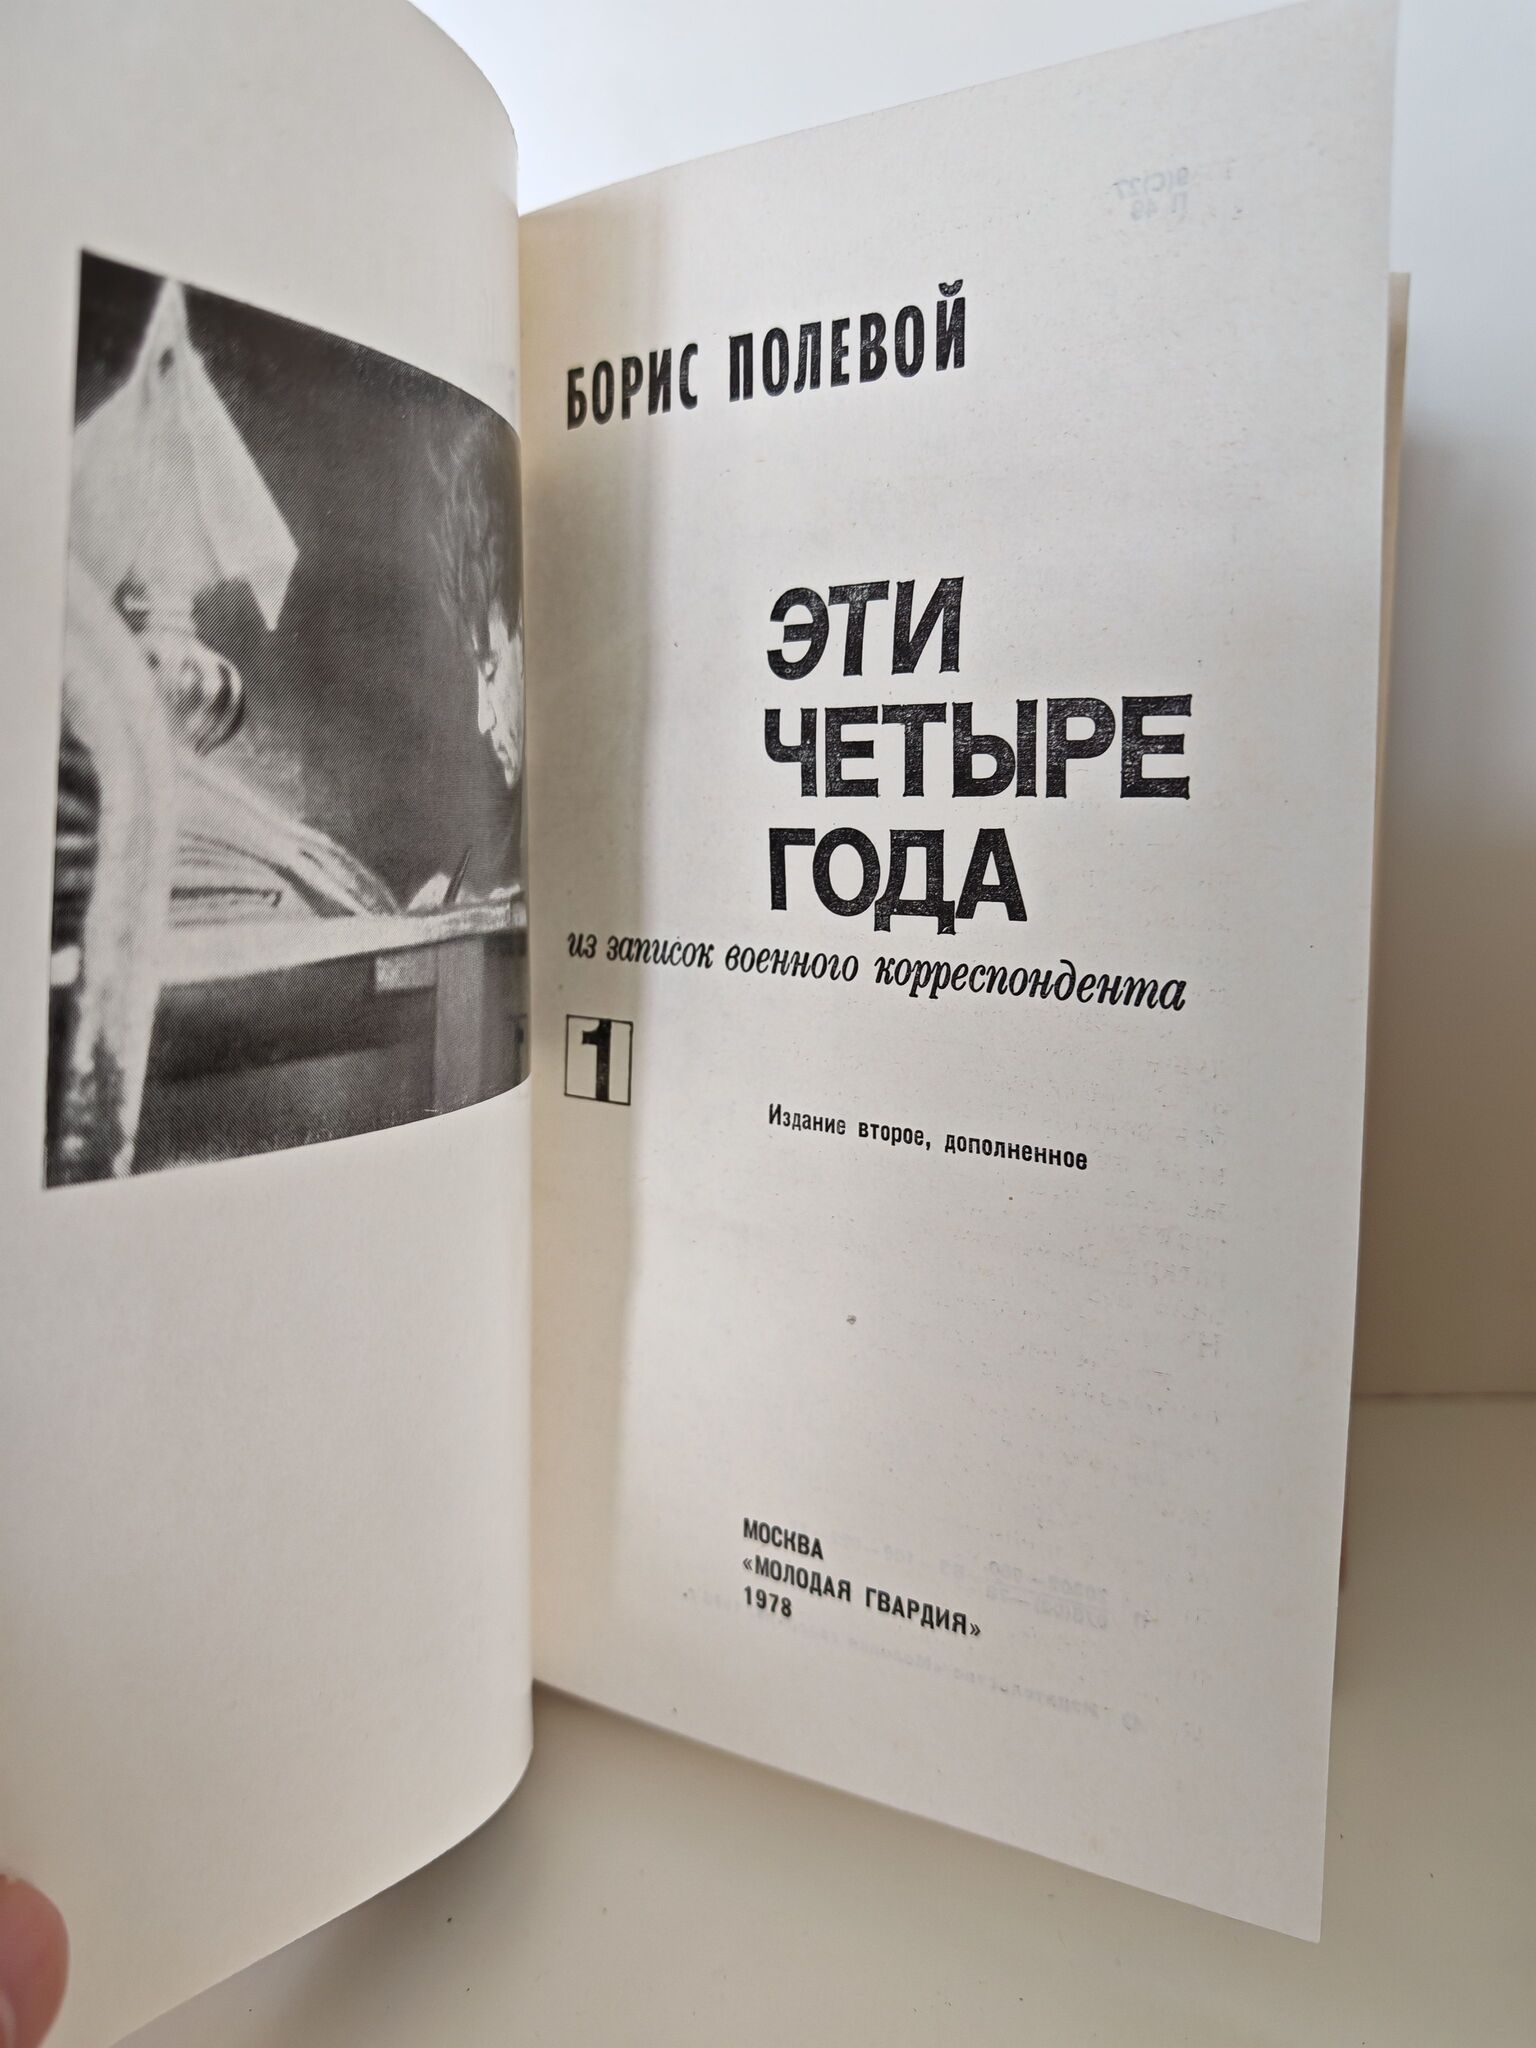 БОРИС ПОЛЕВОЙ
ЭТИ
ЧЕТЫРЕ
ГОДА
из записок военного корреспондента
1
Издание второе, дополненное
МОСКВА
«МОЛОДАЯ ГВАРДИЯ»
1978